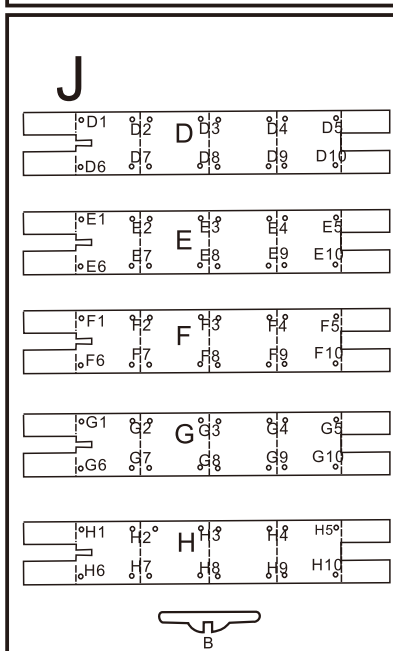 J
D1 D2 D D3 D4 D5
D6 D7 D8 D9 D10
E1 E2 E E3 E4 E5
E6 E7 E8 E9 E10
F1 F2 F F3 F4 F5
F6 F7 F8 F9 F10
G1 G2 G G3 G4 G5
G6 G7 G8 G9 G10
H1 H2 H H3 H4 H5
H6 H7 H8 H9 H10
B